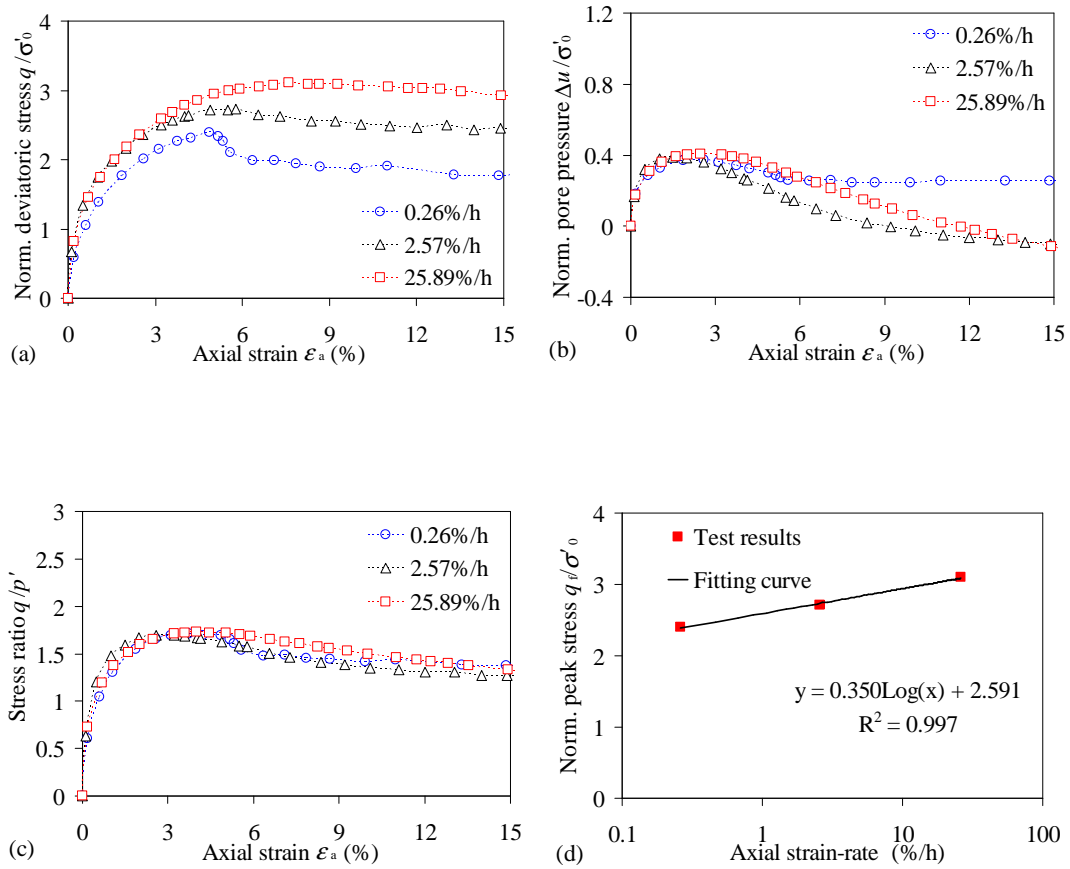 Norm. deviatoric stress q/σ'0
4
3
2
1
0
0 3 6 9 12 15
Axial strain εa (%)
0.26%/h
2.57%/h
25.89%/h
(a)
Norm. pore pressure Δu/σ'0
1.2
0.8
0.4
0
-0.4
0 3 6 9 12 15
Axial strain εa (%)
0.26%/h
2.57%/h
25.89%/h
(b)
Stress ratio q/p'
3
2.5
2
1.5
1
0.5
0
0 3 6 9 12 15
Axial strain εa (%)
0.26%/h
2.57%/h
25.89%/h
(c)
Norm. peak stress qf/σ'0
4
3
2
1
0
0.1 1 10 100
Axial strain-rate (%/h)
Test results
Fitting curve
y = 0.350Log(x) + 2.591
R² = 0.997
(d)